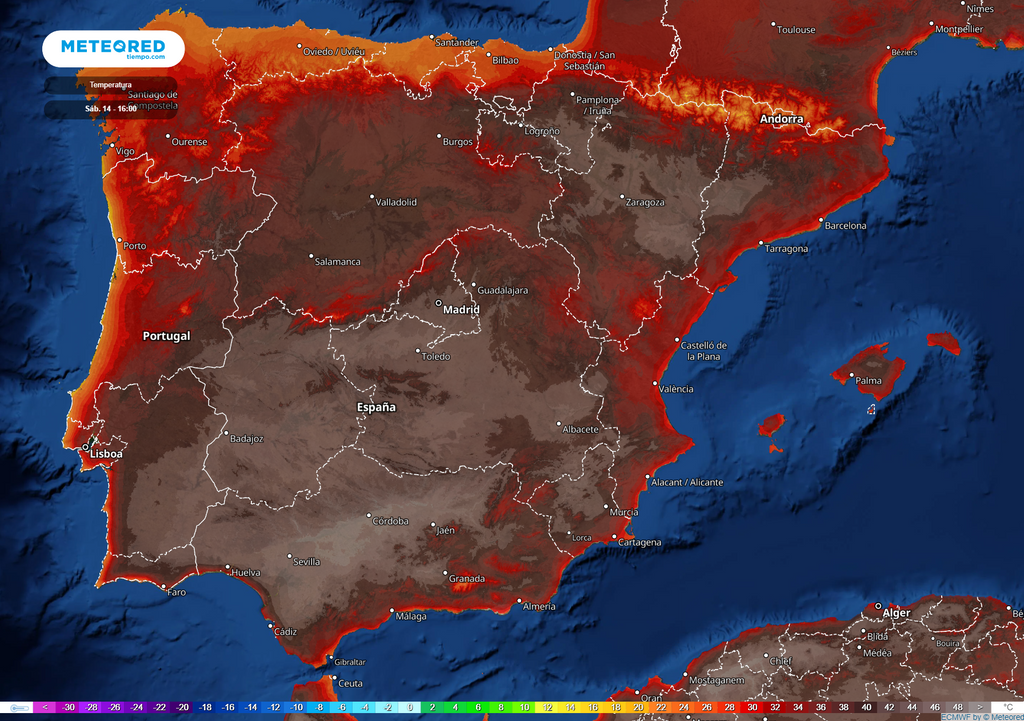 METEORED
tiempo.com
Temperatura
Sáb. 14 - 16:00
Santiago de
Compostela
Oviedo / Uviéu
Santander
Bilbao
Donostia / San
Sebastián
Toulouse
Nîmes
Montpellier
Béziers
Pamplona
/ Iruña
Andorra
Vigo
Ourense
Burgos
Logroño
Valladolid
Zaragoza
Barcelona
Tarragona
Porto
Salamanca
Guadalajara
Madrid
Portugal
Toledo
Castelló de
la Plana
València
Palma
España
Albacete
Badajoz
Lisboa
Alacant / Alicante
Murcia
Córdoba
Jaén
Lorca
Cartagena
Sevilla
Huelva
Granada
Faro
Almería
Málaga
Cádiz
Gibraltar
Ceuta
Alger
Bé
Blida
Bouira
Médéa
Chlef
Mostaganem
Oran
< -30 -28 -26 -24 -22 -20 -18 -16 -14 -12 -10 -8 -6 -4 -2 0 2 4 6 8 10 12 14 16 18 20 22 24 26 28 30 32 34 36 38 40 42 44 46 48 > °C
ECMWF by © Meteored